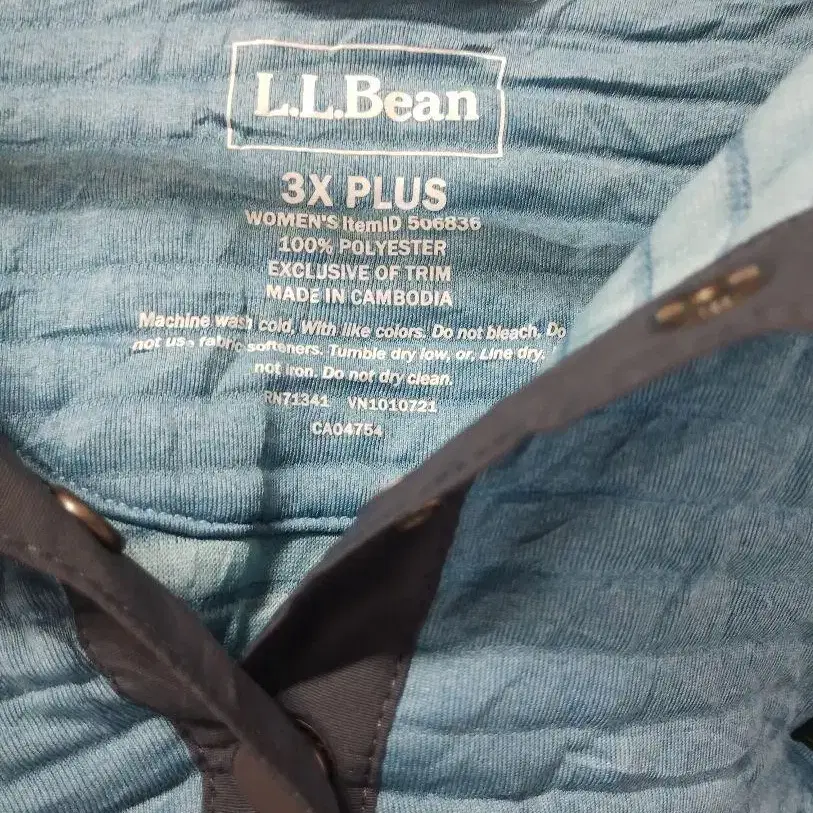 L.L.Bean
3X PLUS
WOMEN'S ItemID 506836
100% POLYESTER
EXCLUSIVE OF TRIM
MADE IN CAMBODIA
Machine wash cold. With like colors. Do not bleach. Do
not use fabric softeners. Tumble dry low, or, Line dry.
not iron. Do not dry clean.
RN71341 VN1010721
CA04754